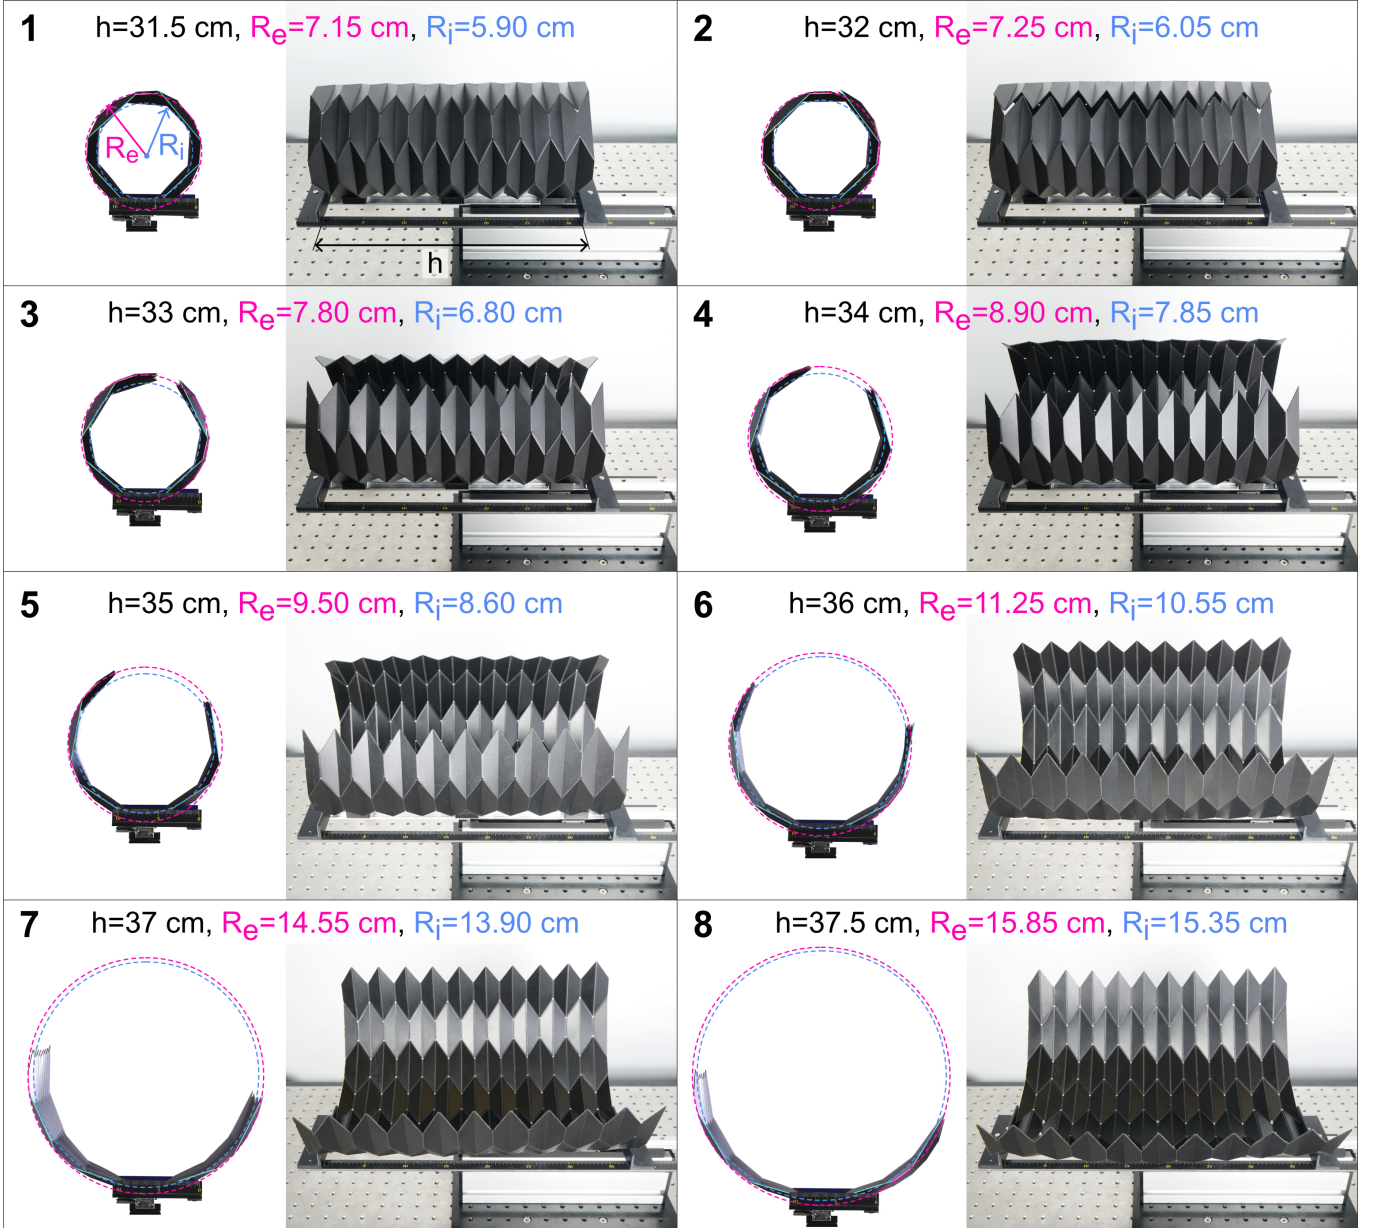 1 h=31.5 cm, Re=7.15 cm, Ri=5.90 cm
Re Ri
h
2 h=32 cm, Re=7.25 cm, Ri=6.05 cm
3 h=33 cm, Re=7.80 cm, Ri=6.80 cm
4 h=34 cm, Re=8.90 cm, Ri=7.85 cm
5 h=35 cm, Re=9.50 cm, Ri=8.60 cm
6 h=36 cm, Re=11.25 cm, Ri=10.55 cm
7 h=37 cm, Re=14.55 cm, Ri=13.90 cm
8 h=37.5 cm, Re=15.85 cm, Ri=15.35 cm